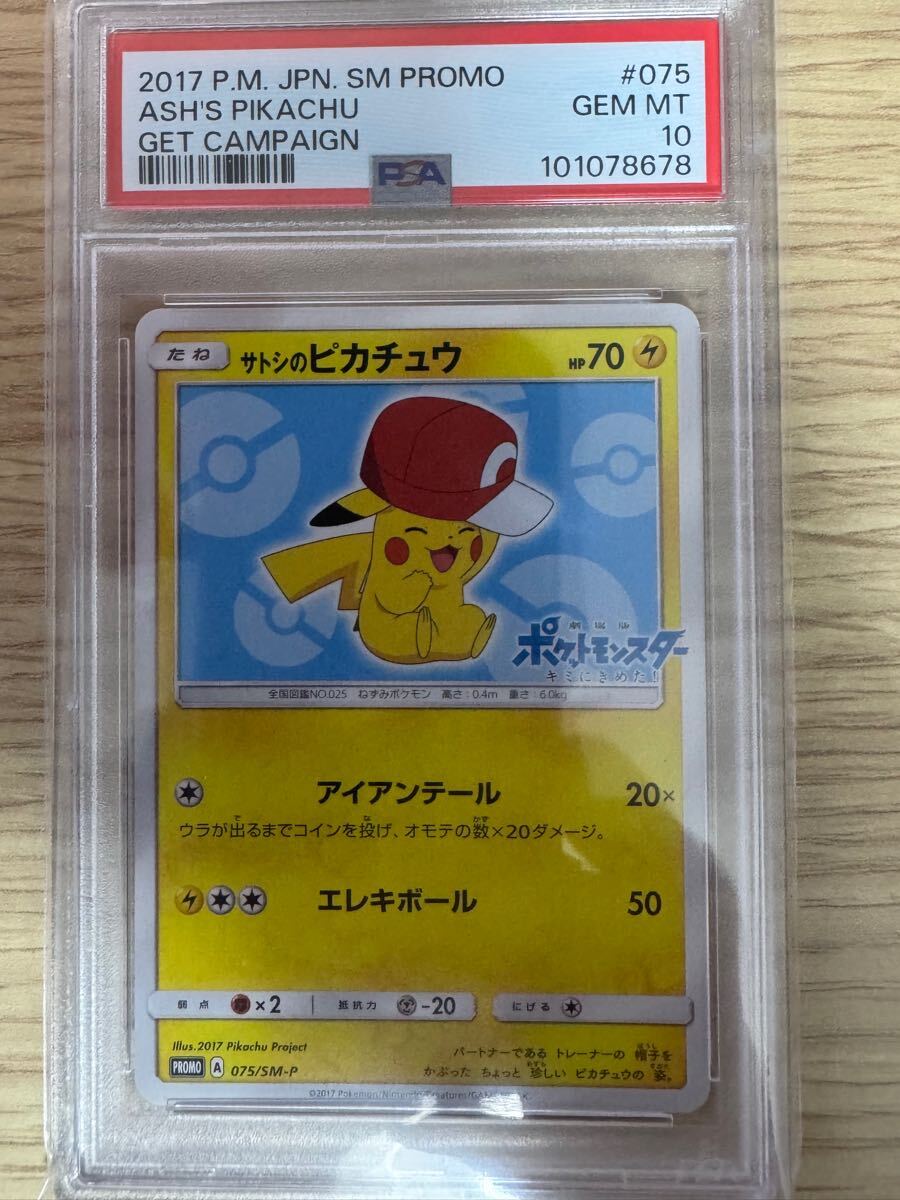 2017 P.M. JPN. SM PROMO #075
ASH'S PIKACHU GEM MT
GET CAMPAIGN 10
101078678
PSA
たね サトシのピカチュウ HP 70
劇場版
ポケットモンスター
キミにきめた!
全国図鑑NO.025 ねずみポケモン 高さ:0.4m 重さ:6.0kg
アイアンテール 20×
ウラが出るまでコインを投げ、オモテの数×20ダメージ。
エレキボール 50
弱点 ×2 抵抗力 -20 にげる
Illus.2017 Pikachu Project
PROMO A 075/SM-P
パートナーである トレーナーの 帽子を
かぶった ちょっと 珍しい ピカチュウの 姿。
©2017 Pokémon/Nintendo/Creatures/GAME